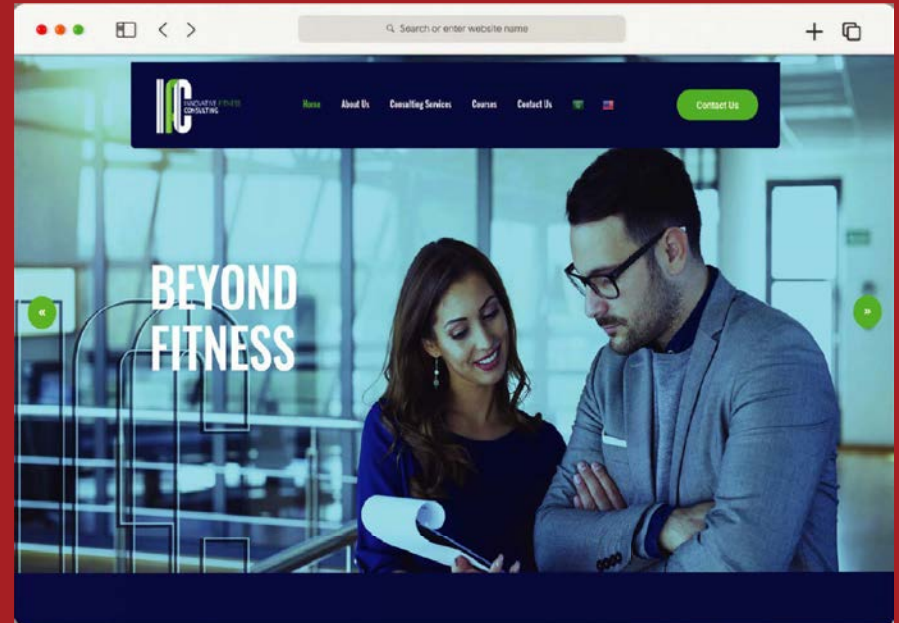 Search or enter website name
IFC
INNOVATIVE FITNESS
CONSULTING
Home About Us Consulting Services Courses Contact Us
Contact Us
BEYOND
FITNESS